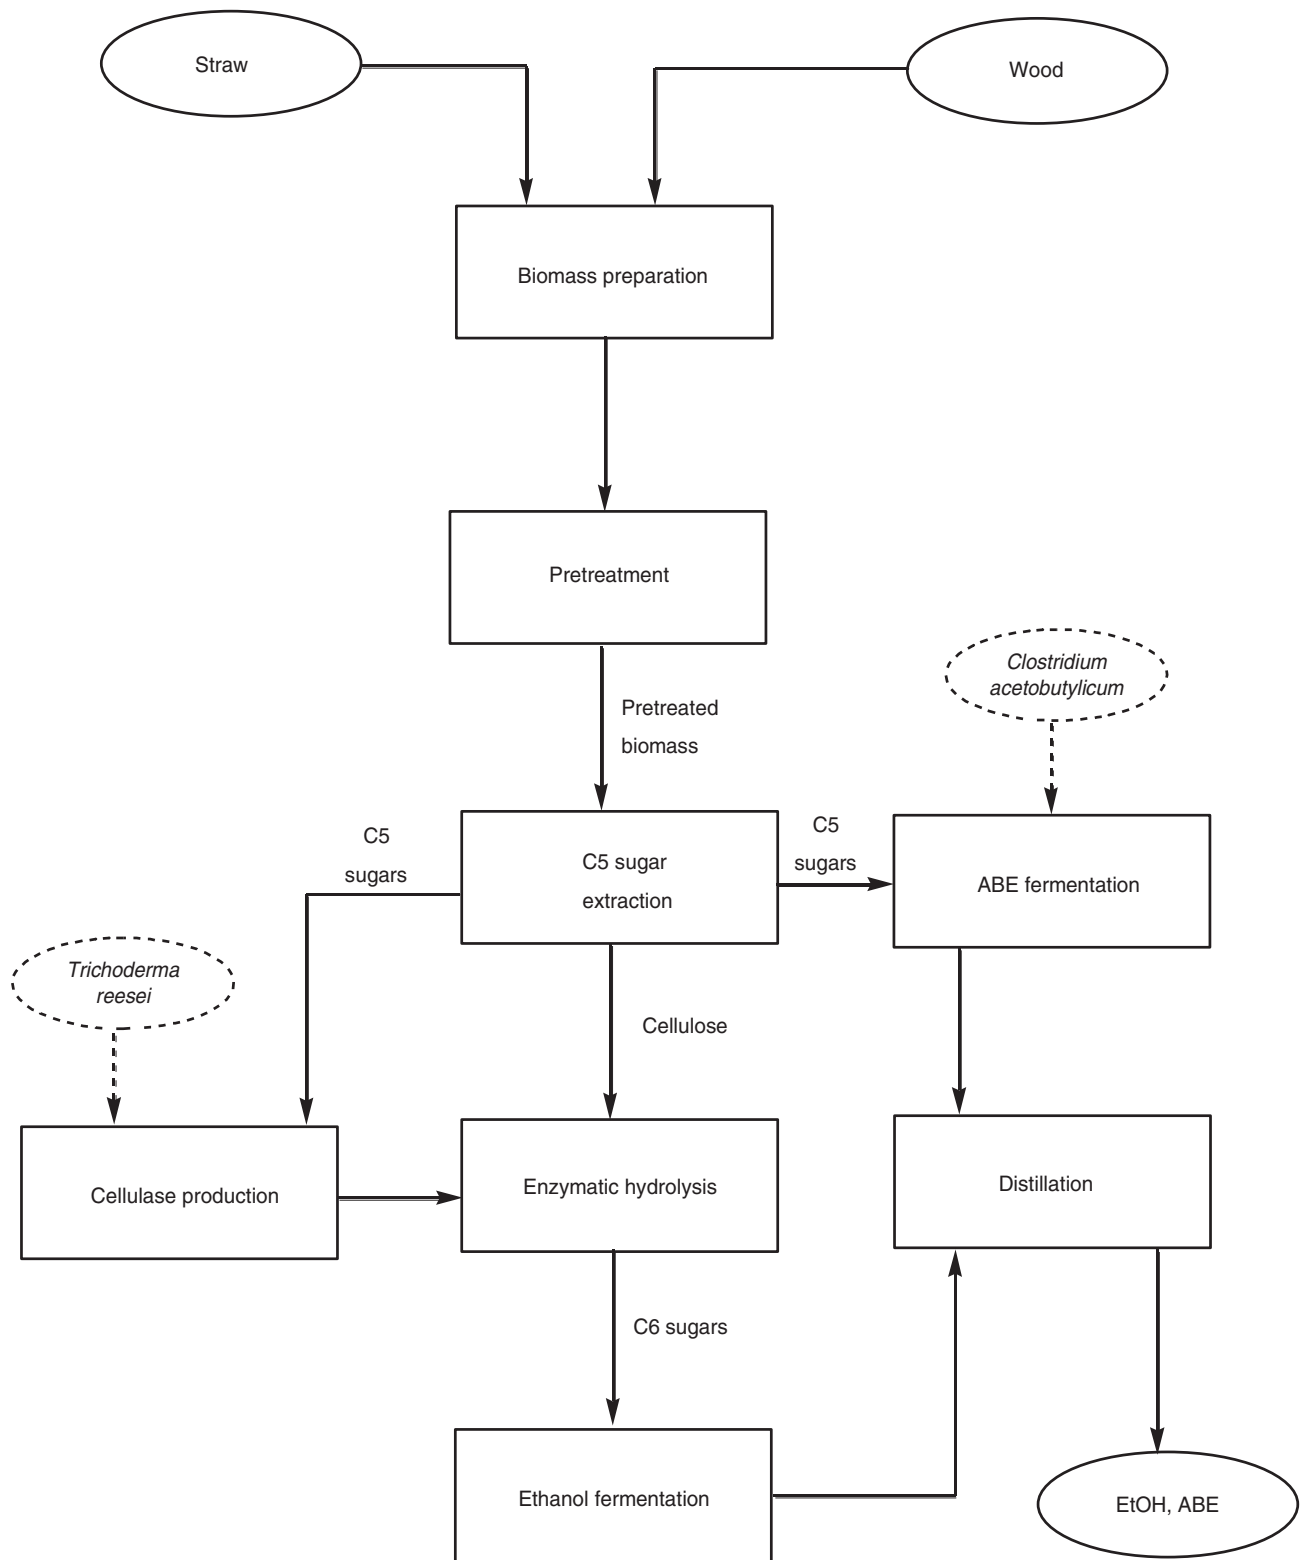 Straw
Wood
Biomass preparation
Pretreatment
Clostridium
acetobutylicum
Pretreated
biomass
C5
sugars
C5 sugar
extraction
C5
sugars
ABE fermentation
Trichoderma
reesei
Cellulose
Cellulase production
Enzymatic hydrolysis
Distillation
C6 sugars
Ethanol fermentation
EtOH, ABE